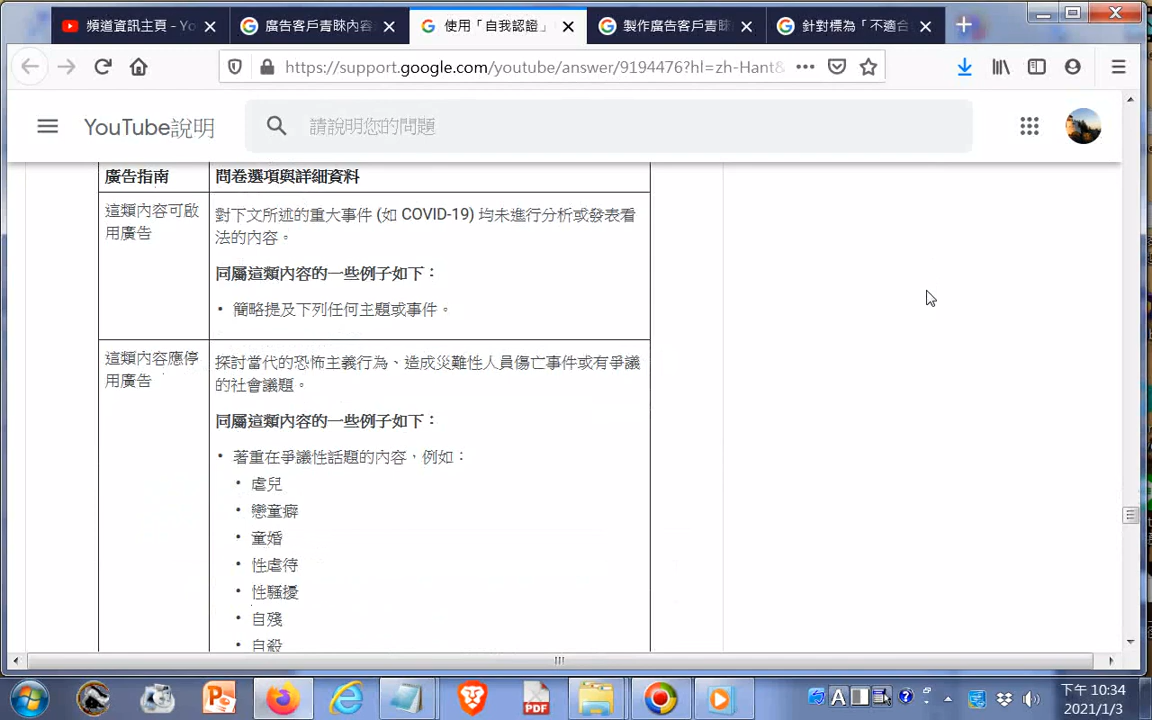 頻道資訊主頁 - Yo
廣告客戶青睞內容
使用「自我認證」
製作廣告客戶青睞
針對標為「不適合
https://support.google.com/youtube/answer/9194476?hl=zh-Hant&
YouTube說明
請說明您的問題
廣告指南
問卷選項與詳細資料
這類內容可啟
用廣告
對下文所述的重大事件 (如 COVID-19) 均未進行分析或發表看
法的內容。
同屬這類內容的一些例子如下：
• 簡略提及下列任何主題或事件。
這類內容應停
用廣告
探討當代的恐怖主義行為、造成災難性人員傷亡事件或有爭議
的社會議題。
同屬這類內容的一些例子如下：
• 著重在爭議性話題的內容，例如：
• 虐兒
• 戀童癖
• 童婚
• 性虐待
• 性騷擾
• 自殘
• 自殺
PDF
A
下午 10:34
2021/1/3